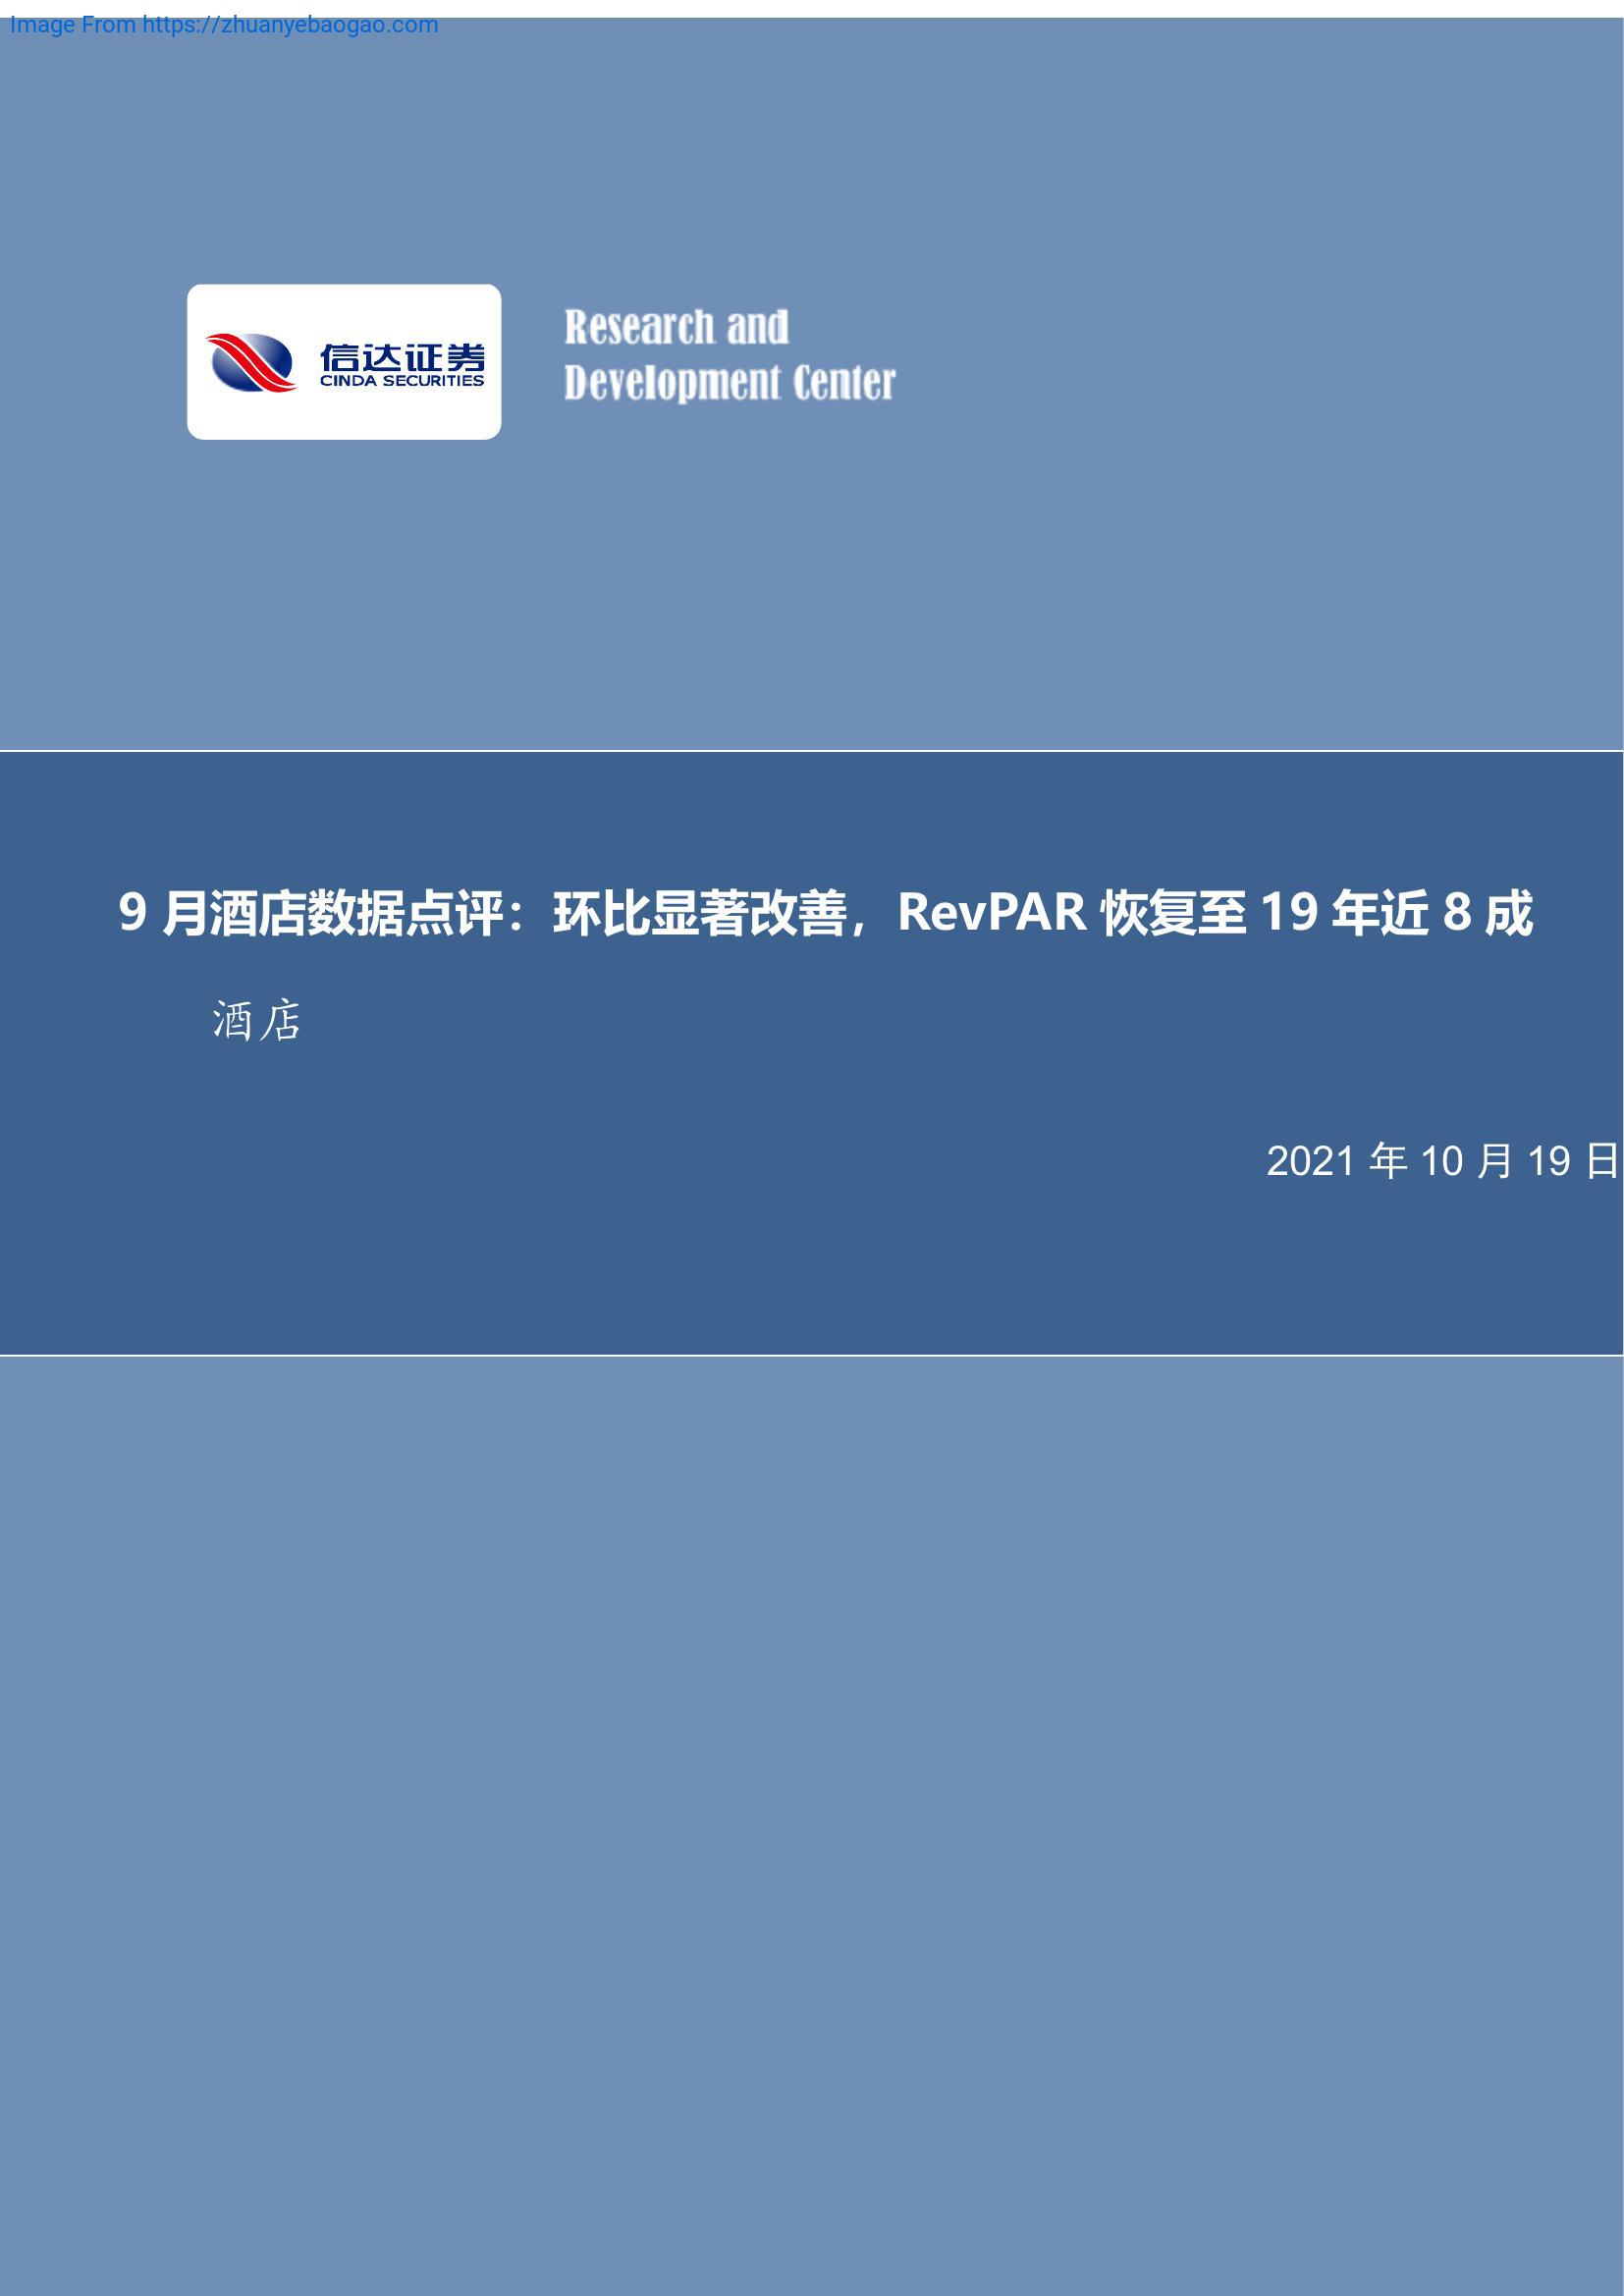 Image From https://zhuanyebaogao.com
信达证券
CINDA SECURITIES
Research and
Development Center
9 月酒店数据点评：环比显著改善，RevPAR 恢复至 19 年近 8 成
酒店
2021 年 10 月 19 日